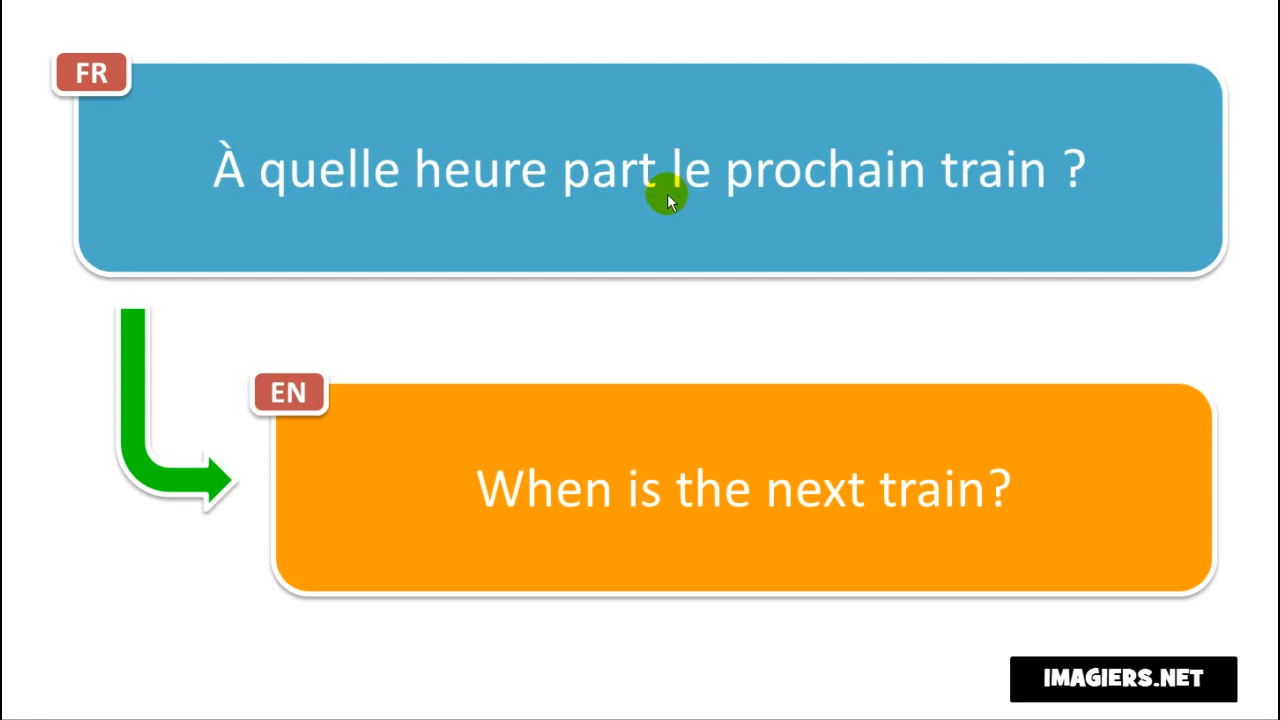 FR
À quelle heure part le prochain train ?
EN
When is the next train?
IMAGIERS.NET